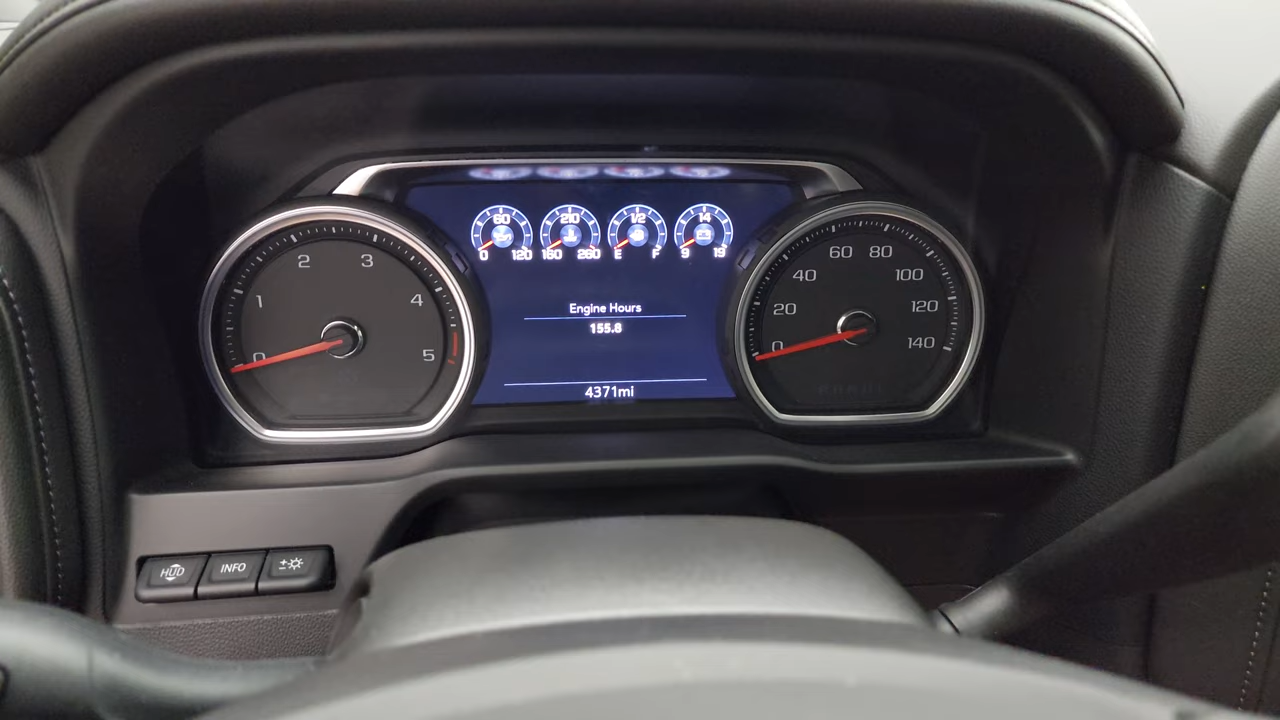 60
0 120
210
160 260
1/2
E F
14
9 19
0 1 2 3 4 5
Engine Hours
155.8
4371mi
0 20 40 60 80 100 120 140
HUD
INFO